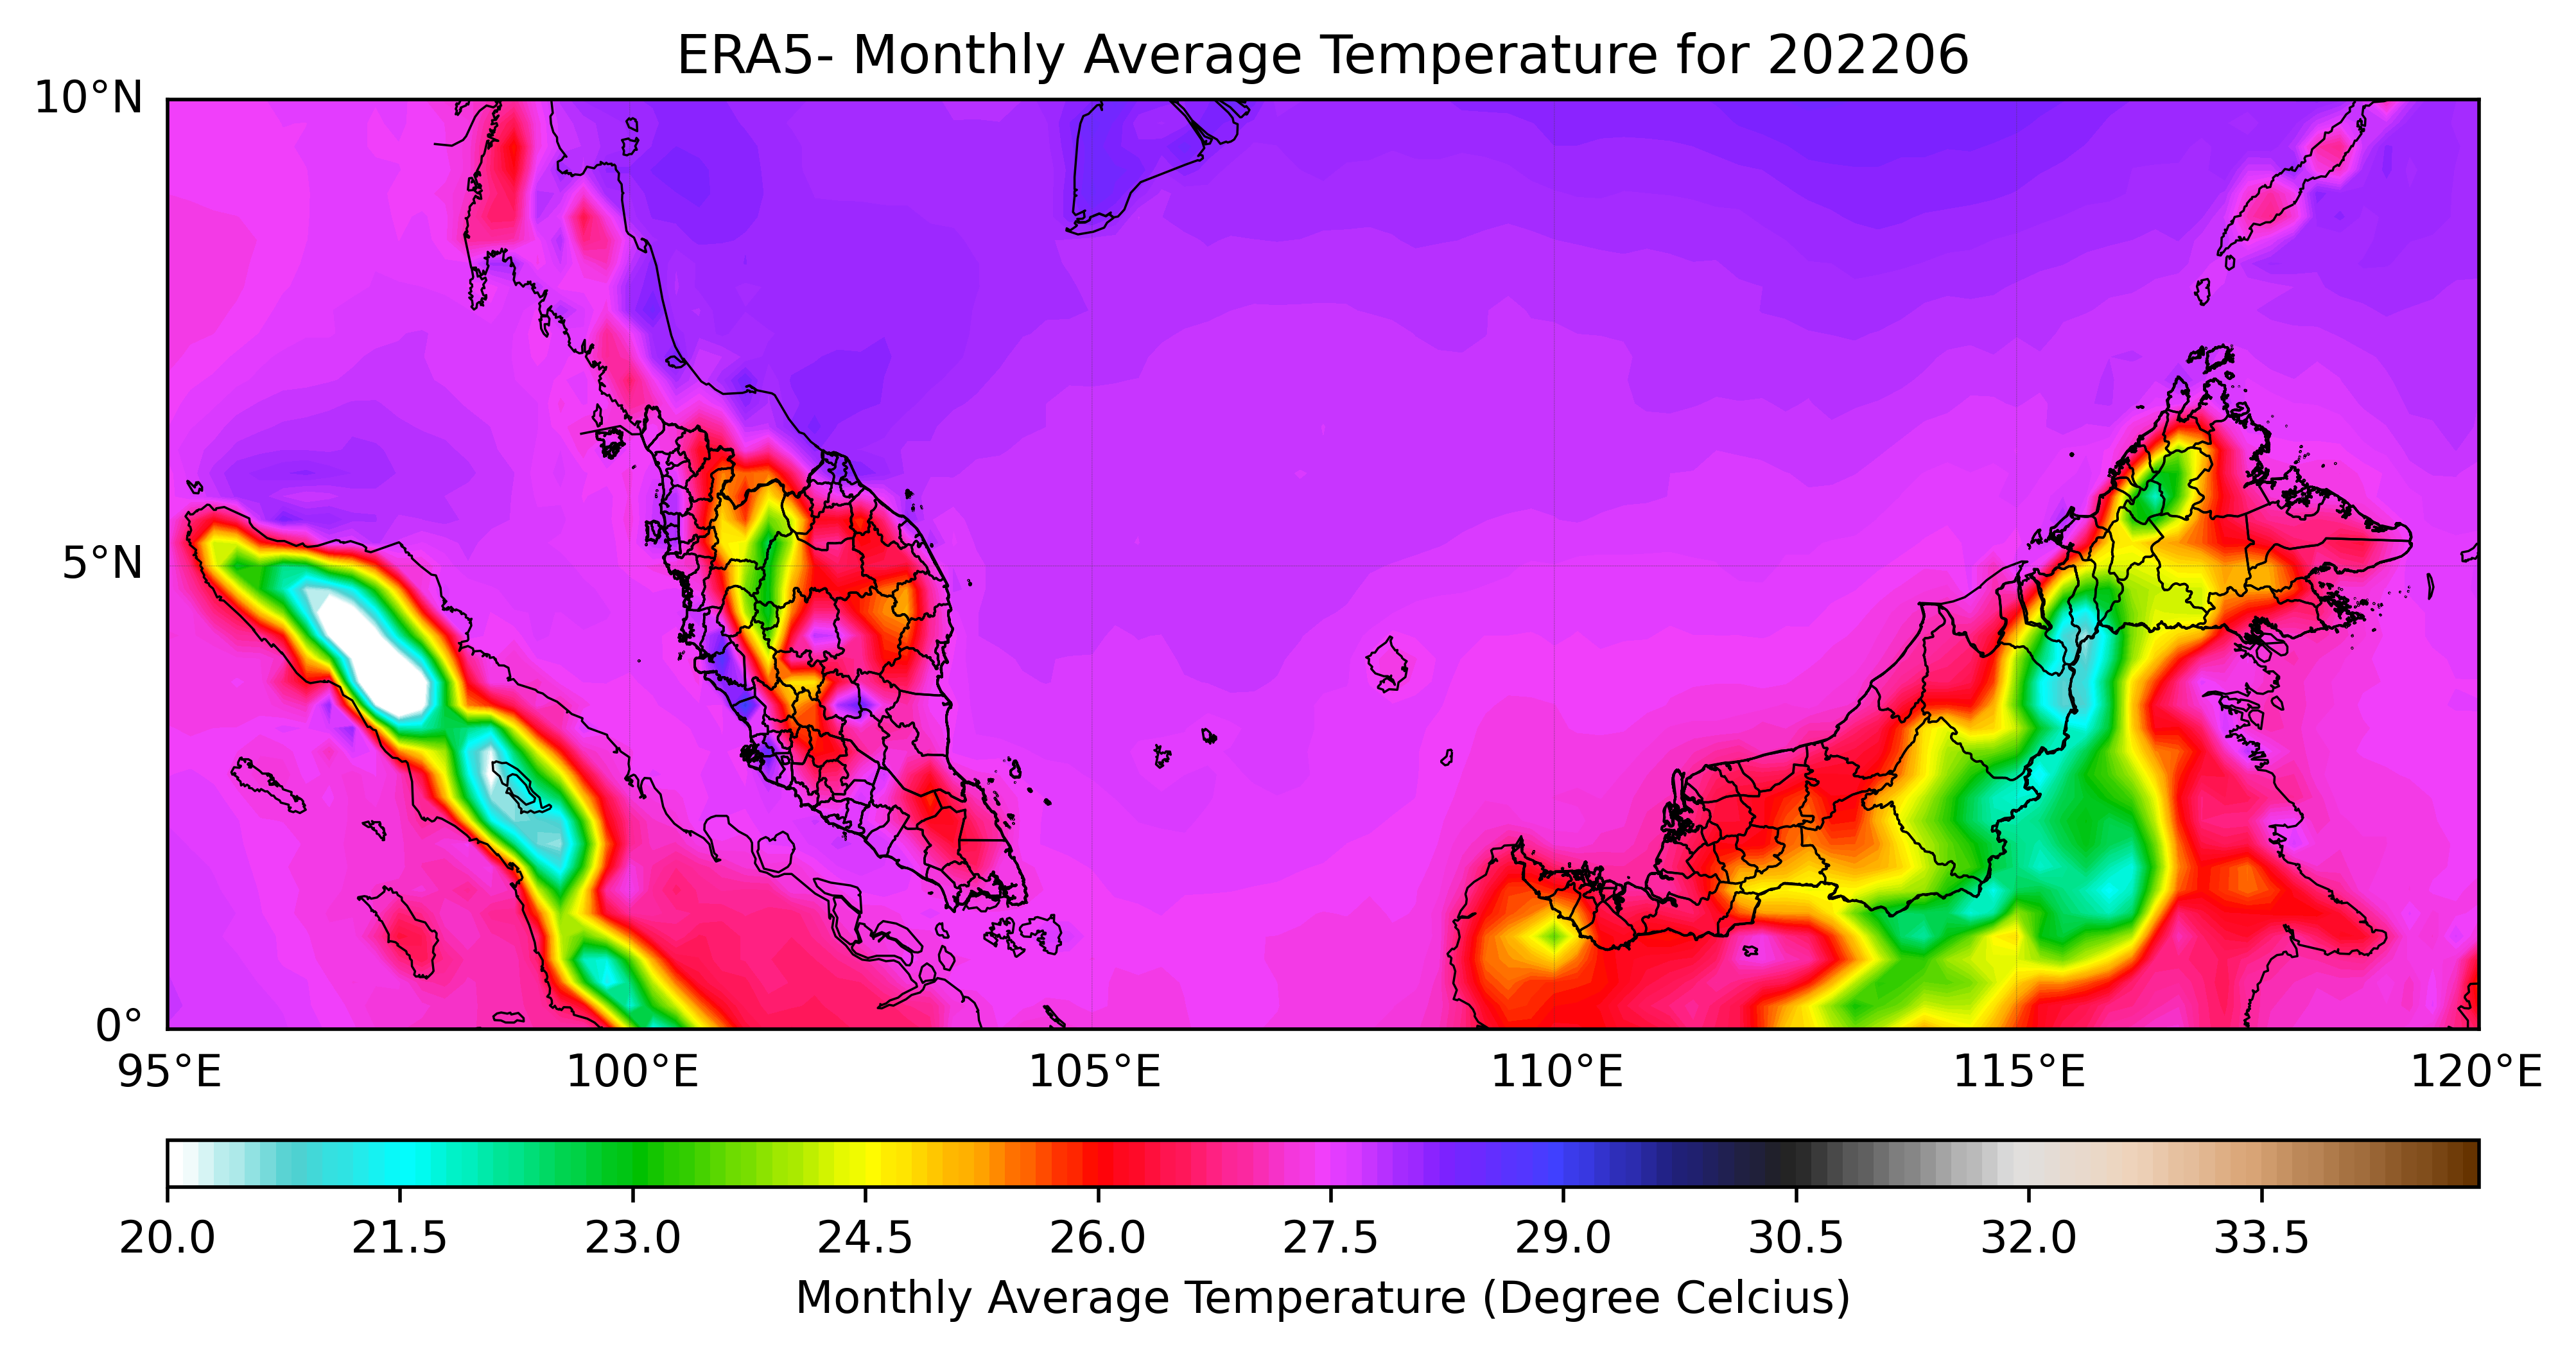 ERA5- Monthly Average Temperature for 202206
10°N
5°N
0°
95°E 100°E 105°E 110°E 115°E 120°E
20.0 21.5 23.0 24.5 26.0 27.5 29.0 30.5 32.0 33.5
Monthly Average Temperature (Degree Celcius)